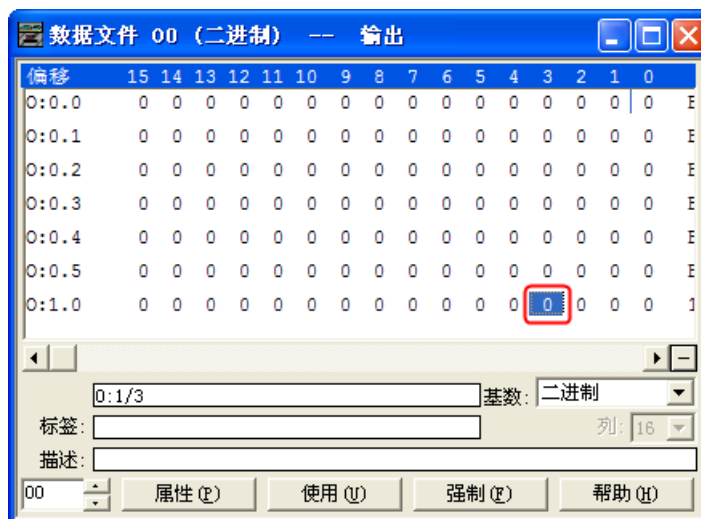 数据文件 00 (二进制) -- 输出
偏移 15 14 13 12 11 10 9 8 7 6 5 4 3 2 1 0
O:0.0 0 0 0 0 0 0 0 0 0 0 0 0 0 0 0 0 E
O:0.1 0 0 0 0 0 0 0 0 0 0 0 0 0 0 0 0 E
O:0.2 0 0 0 0 0 0 0 0 0 0 0 0 0 0 0 0 E
O:0.3 0 0 0 0 0 0 0 0 0 0 0 0 0 0 0 0 E
O:0.4 0 0 0 0 0 0 0 0 0 0 0 0 0 0 0 0 E
O:0.5 0 0 0 0 0 0 0 0 0 0 0 0 0 0 0 0 E
O:1.0 0 0 0 0 0 0 0 0 0 0 0 0 0 0 0 0 1
O:1/3 基数: 二进制
标签: 列: 16
描述:
O0 属性(P) 使用(U) 强制(F) 帮助(H)